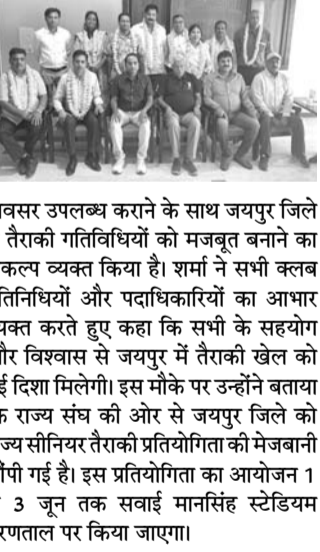 वसर उपलब्ध कराने के साथ जयपुर जिले
तैराकी गतिविधियों को मजबूत बनाने का
कल्प व्यक्त किया है। शर्मा ने सभी क्लब
तिनिधियों और पदाधिकारियों का आभार
यक्त करते हुए कहा कि सभी के सहयोग
और विश्वास से जयपुर में तैराकी खेल को
ई दिशा मिलेगी। इस मौके पर उन्होंने बताया
क राज्य संघ की ओर से जयपुर जिले को
ज्य सीनियर तैराकी प्रतियोगिता की मेजबानी
ौंपी गई है। इस प्रतियोगिता का आयोजन 1
3 जून तक सवाई मानसिंह स्टेडियम
रणताल पर किया जाएगा।